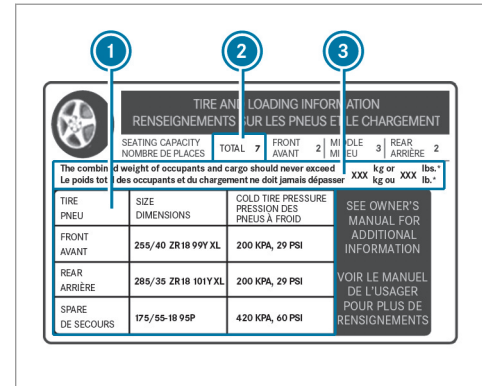 1 2 3
TIRE AND LOADING INFORMATION
RENSEIGNEMENTS SUR LES PNEUS ET LE CHARGEMENT
SEATING CAPACITY TOTAL 7 FRONT 2 MIDDLE 3 REAR 2
NOMBRE DE PLACES AVANT MILIEU ARRIÈRE
The combined weight of occupants and cargo should never exceed XXX kg or XXX lbs.*
Le poids total des occupants et du chargement ne doit jamais dépasser kg ou lb.*
TIRE
PNEU
SIZE
DIMENSIONS
COLD TIRE PRESSURE
PRESSION DES
PNEUS À FROID
FRONT
AVANT
255/40 ZR18 99Y XL
200 KPA, 29 PSI
REAR
ARRIÈRE
285/35 ZR18 101Y XL
200 KPA, 29 PSI
SPARE
DE SECOURS
175/55-18 95P
420 KPA, 60 PSI
SEE OWNER'S
MANUAL FOR
ADDITIONAL
INFORMATION
VOIR LE MANUEL
DE L'USAGER
POUR PLUS DE
RENSIGNEMENTS